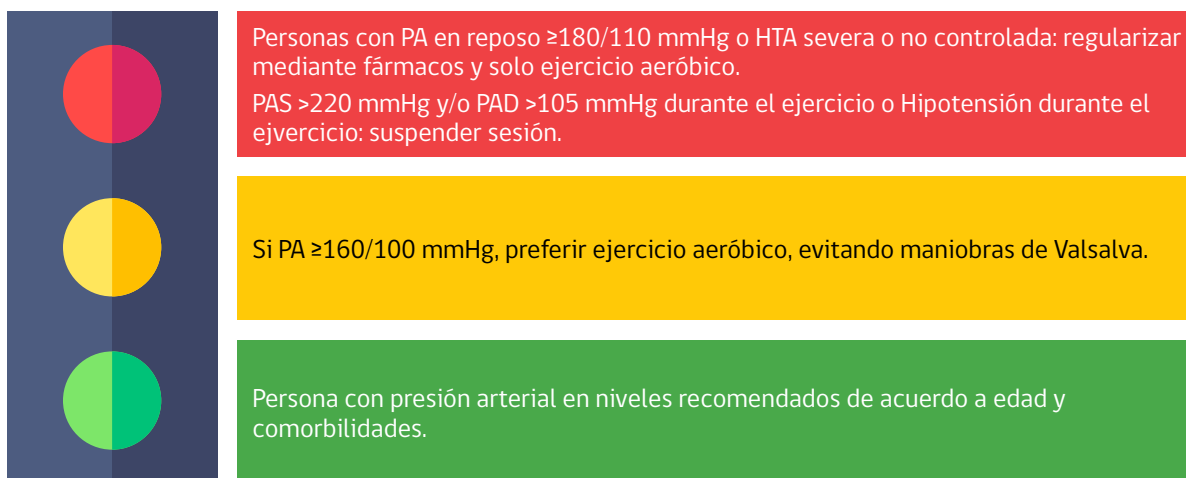 Personas con PA en reposo ≥180/110 mmHg o HTA severa o no controlada: regularizar
mediante fármacos y solo ejercicio aeróbico.
PAS >220 mmHg y/o PAD >105 mmHg durante el ejercicio o Hipotensión durante el
ejvercicio: suspender sesión.
Si PA ≥160/100 mmHg, preferir ejercicio aeróbico, evitando maniobras de Valsalva.
Persona con presión arterial en niveles recomendados de acuerdo a edad y
comorbilidades.